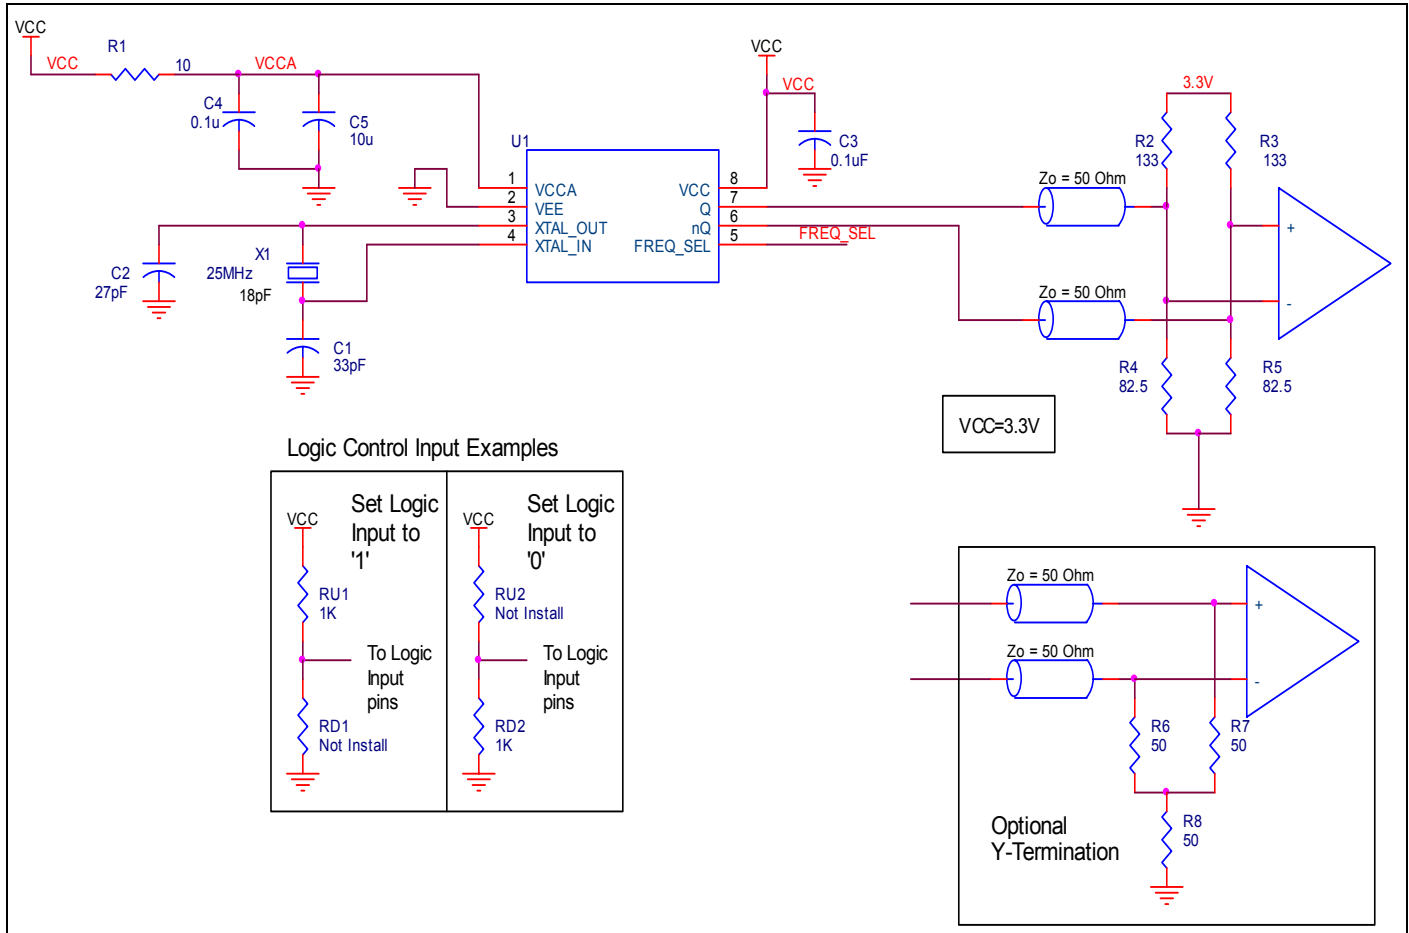 VCC
R1
VCC
10
VCCA
C4
0.1u
C5
10u
VCC
VCC
C3
0.1uF
U1
1
VCCA
2
VEE
3
XTAL_OUT
4
XTAL_IN
8
VCC
7
Q
6
nQ
5
FREQ_SEL
FREQ_SEL
C2
27pF
X1
25MHz
18pF
C1
33pF
3.3V
R2
133
R3
133
Zo = 50 Ohm
+
Zo = 50 Ohm
-
R4
82.5
R5
82.5
VCC=3.3V
Logic Control Input Examples
Set Logic
Input to
'1'
VCC
RU1
1K
To Logic
Input
pins
RD1
Not Install
Set Logic
Input to
'0'
VCC
RU2
Not Install
To Logic
Input
pins
RD2
1K
Zo = 50 Ohm
+
Zo = 50 Ohm
-
R6
50
R7
50
R8
50
Optional
Y-Termination